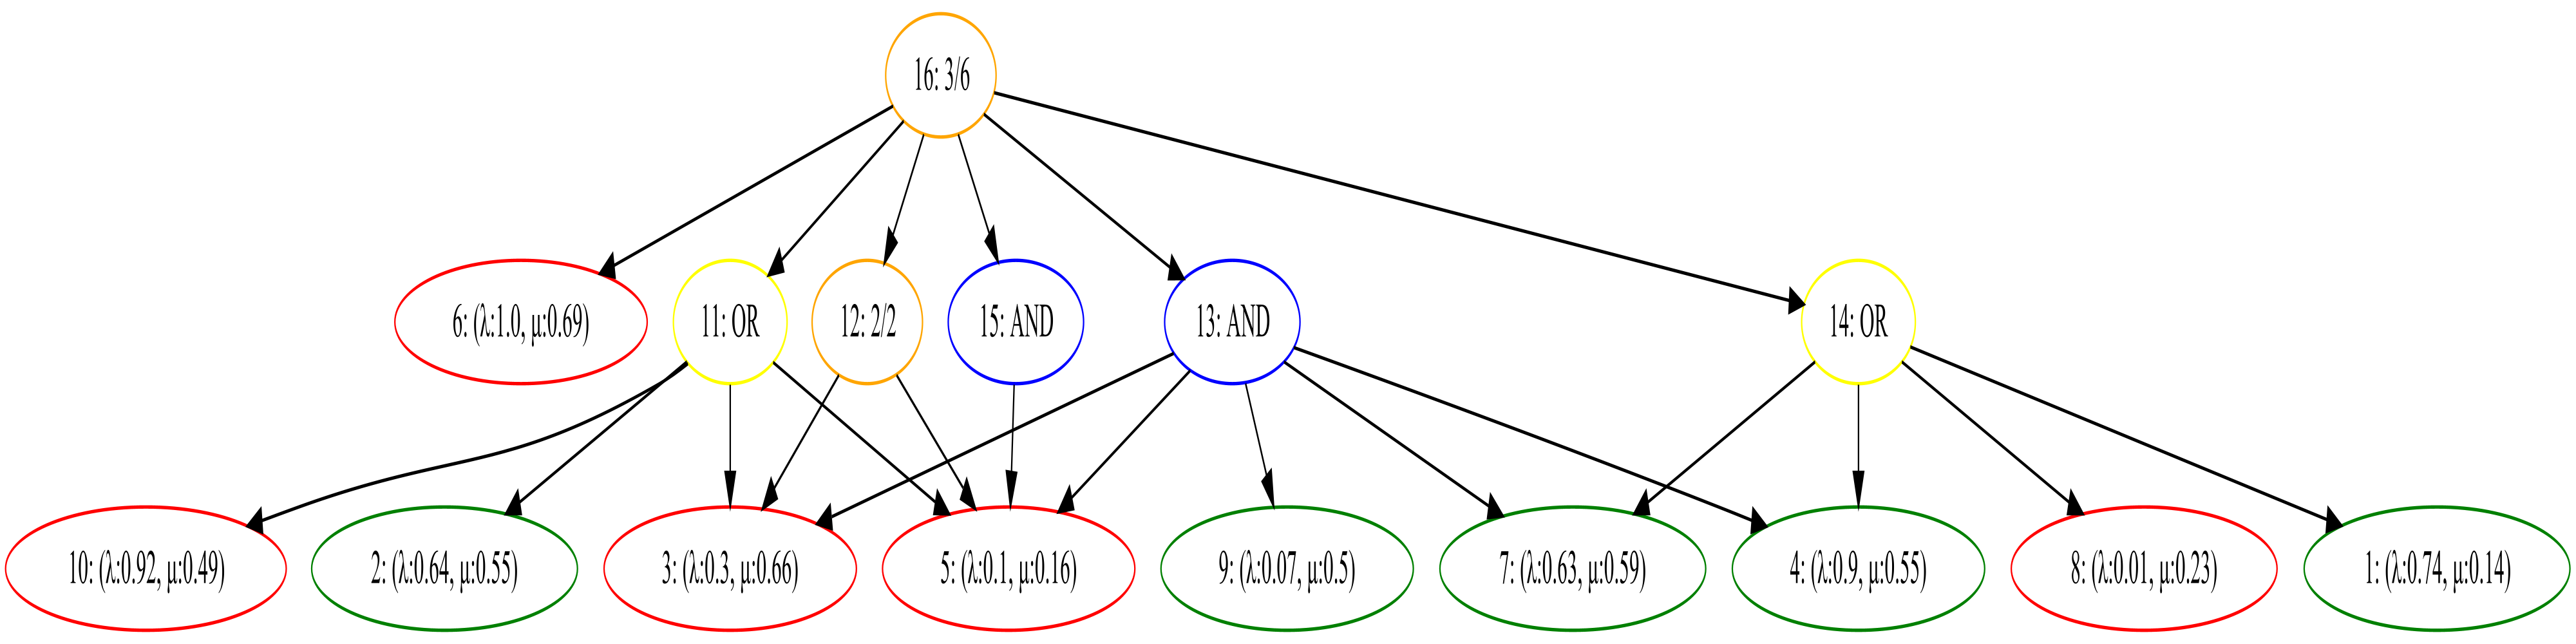 16: 3/6
6: (λ:1.0, μ:0.69)
11: OR
12: 2/2
15: AND
13: AND
14: OR
10: (λ:0.92, μ:0.49)
2: (λ:0.64, μ:0.55)
3: (λ:0.3, μ:0.66)
5: (λ:0.1, μ:0.16)
9: (λ:0.07, μ:0.5)
7: (λ:0.63, μ:0.59)
4: (λ:0.9, μ:0.55)
8: (λ:0.01, μ:0.23)
1: (λ:0.74, μ:0.14)